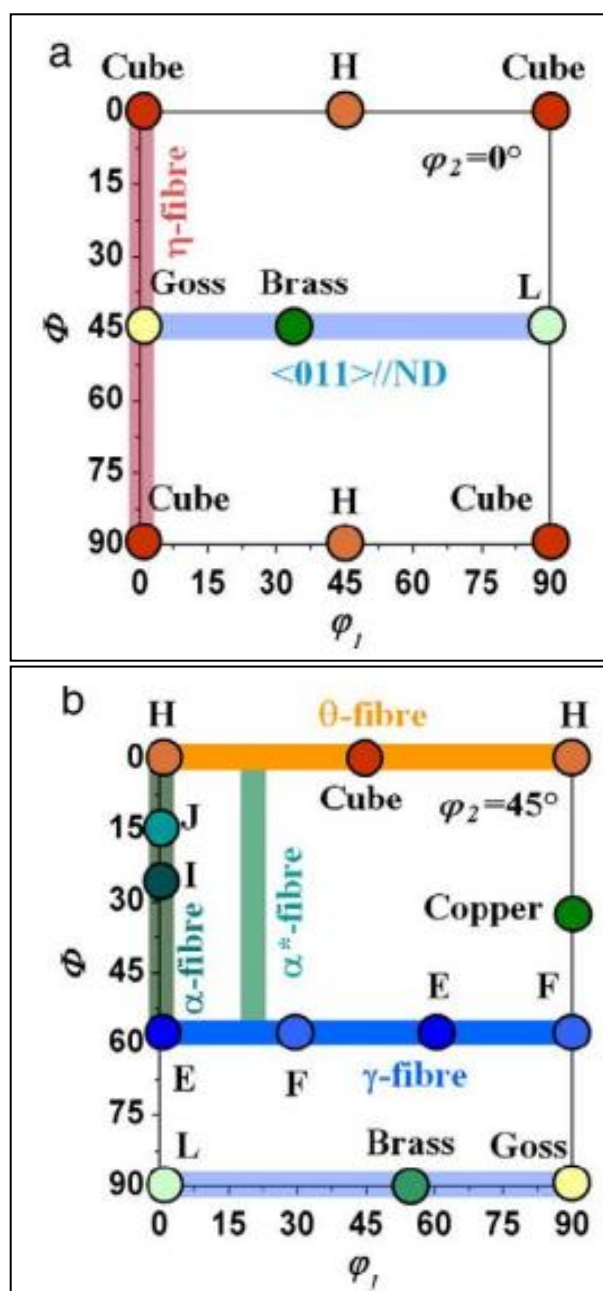 a
Cube H Cube
0
φ₂=0°
15
η-fibre
30
Goss Brass L
45
Φ
<011>//ND
60
75
Cube H Cube
90
0 15 30 45 60 75 90
φ₁
b
H θ-fibre H
0
Cube
φ₂=45°
15 J
I
30
Copper
α-fibre
α*-fibre
Φ
45
E F
60
E F
γ-fibre
75
L Brass Goss
90
0 15 30 45 60 75 90
φ₁